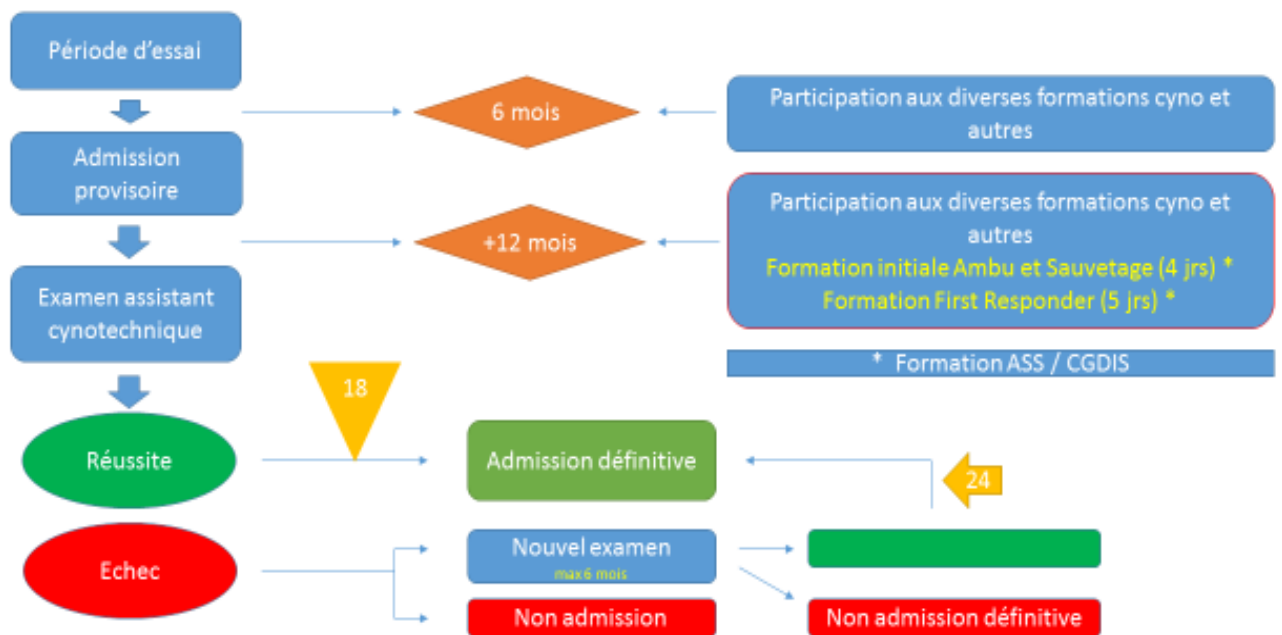 Période d'essai
6 mois
Participation aux diverses formations cyno et
autres
Admission
provisoire
+12 mois
Participation aux diverses formations cyno et
autres
Formation initiale Ambu et Sauvetage (4 jrs) *
Formation First Responder (5 jrs) *
Examen assistant
cynotechnique
* Formation ASS / CGDIS
18
Réussite
Admission définitive
24
Echec
Nouvel examen
max 6 mois
Non admission
Non admission définitive